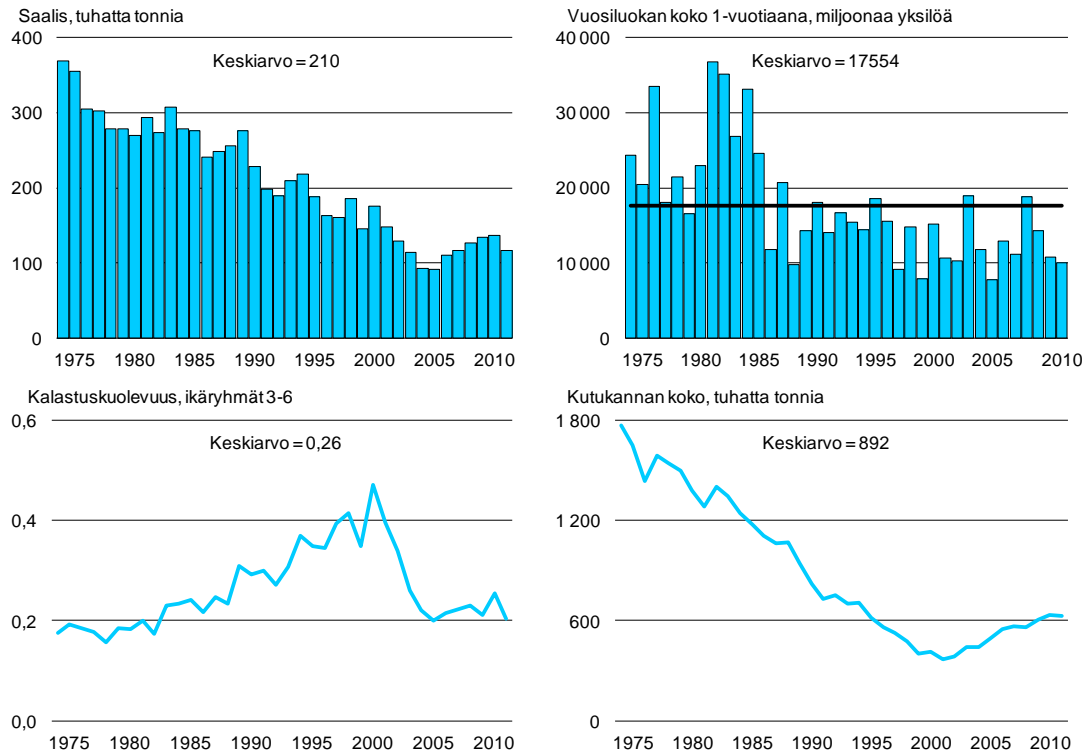 Saalis, tuhatta tonnia
Keskiarvo = 210
400
300
200
100
0
1975 1980 1985 1990 1995 2000 2005 2010
Vuosiluokan koko 1-vuotiaana, miljoonaa yksilöä
Keskiarvo = 17554
40 000
30 000
20 000
10 000
0
1975 1980 1985 1990 1995 2000 2005 2010
Kalastuskuolevuus, ikäryhmät 3-6
Keskiarvo = 0,26
0,6
0,4
0,2
0,0
1975 1980 1985 1990 1995 2000 2005 2010
Kutukannan koko, tuhatta tonnia
Keskiarvo = 892
1 800
1 200
600
0
1975 1980 1985 1990 1995 2000 2005 2010